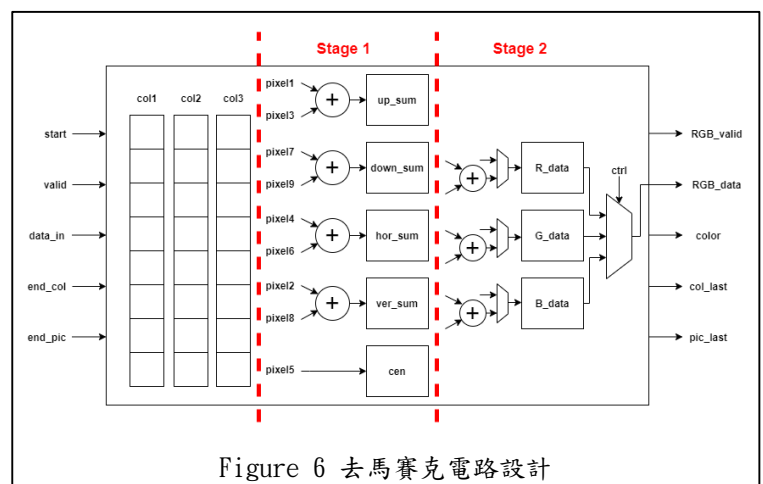 Stage 1
Stage 2
col1 col2 col3
start
valid
data_in
end_col
end_pic
pixel1
pixel3
+
up_sum
pixel7
pixel9
+
down_sum
pixel4
pixel6
+
hor_sum
pixel2
pixel8
+
ver_sum
pixel5
cen
+
R_data
+
G_data
+
B_data
ctrl
RGB_valid
RGB_data
color
col_last
pic_last
Figure 6 去馬賽克電路設計